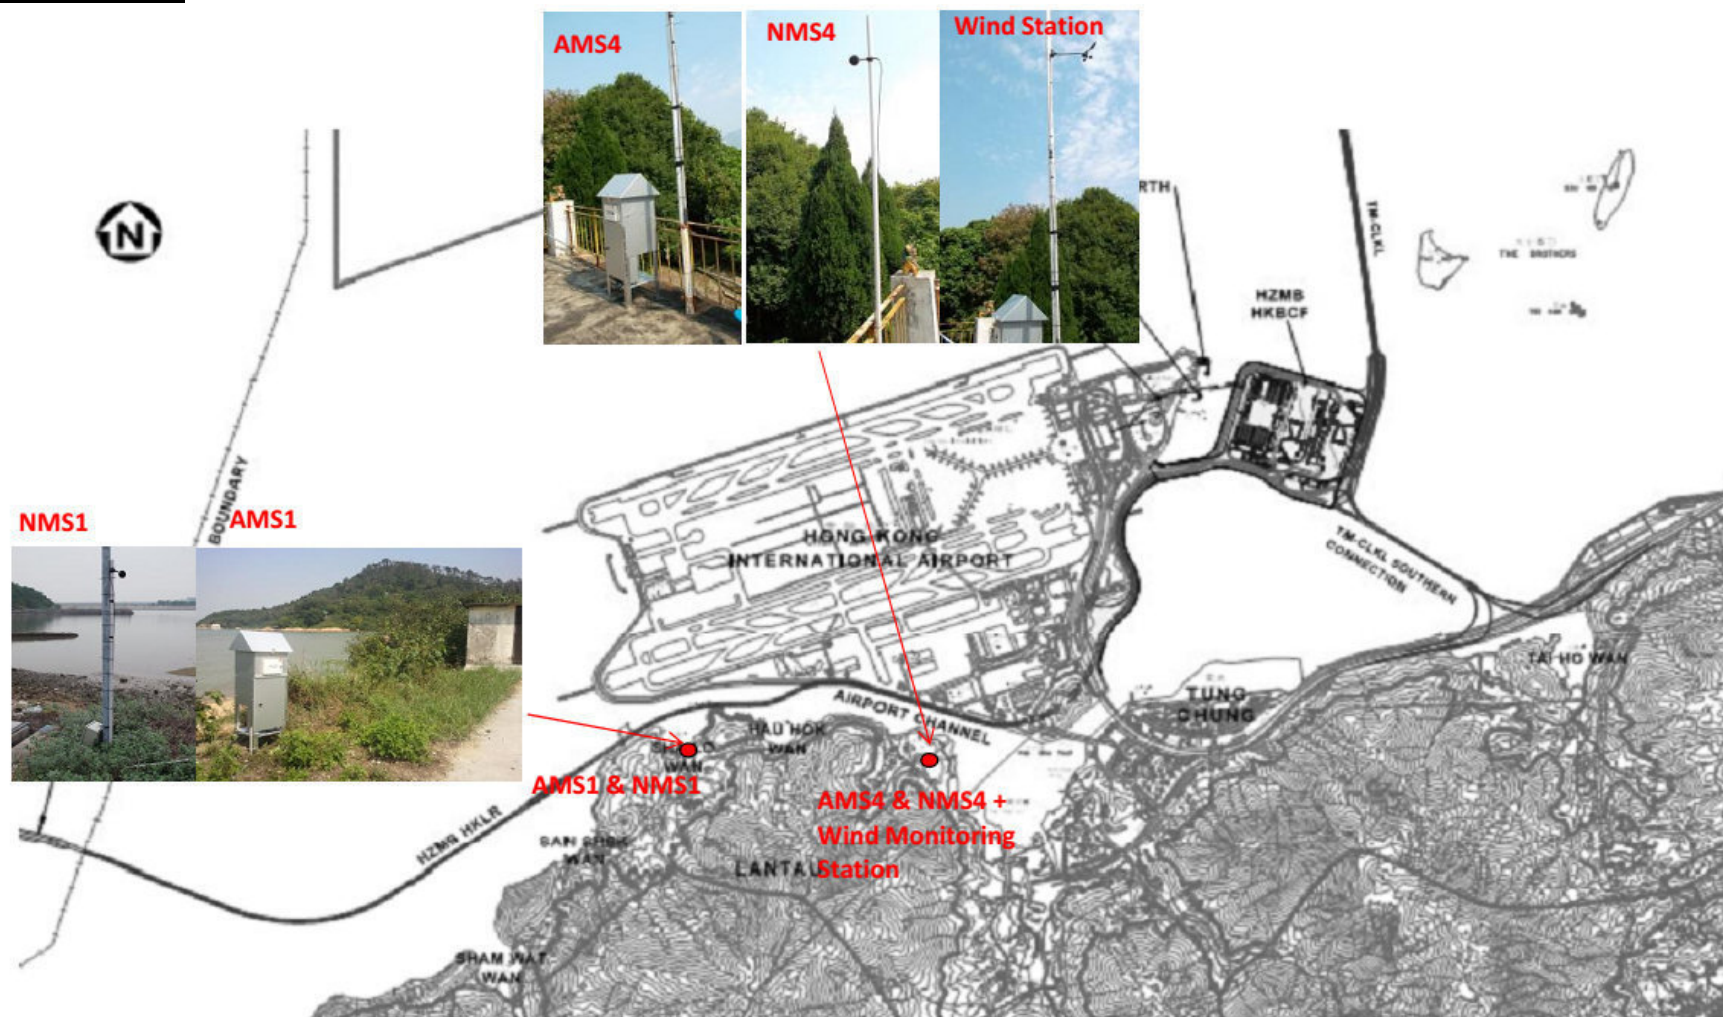 AMS4
NMS4
Wind Station
RTH
TM-CLKL
THE BROTHERS
HZMB
HKBCF
N
BOUNDARY
NMS1
AMS1
HONG KONG
INTERNATIONAL AIRPORT
TM-CLKL SOUTHERN
CONNECTION
TAI HO WAN
TUNG
CHUNG
AIRPORT CHANNEL
HAU HOK
WAN
WAN
AMS1 & NMS1
AMS4 & NMS4 +
Wind Monitoring
Station
HZMB HKLR
WAN
LANTAU
SHAM WAT
WAN